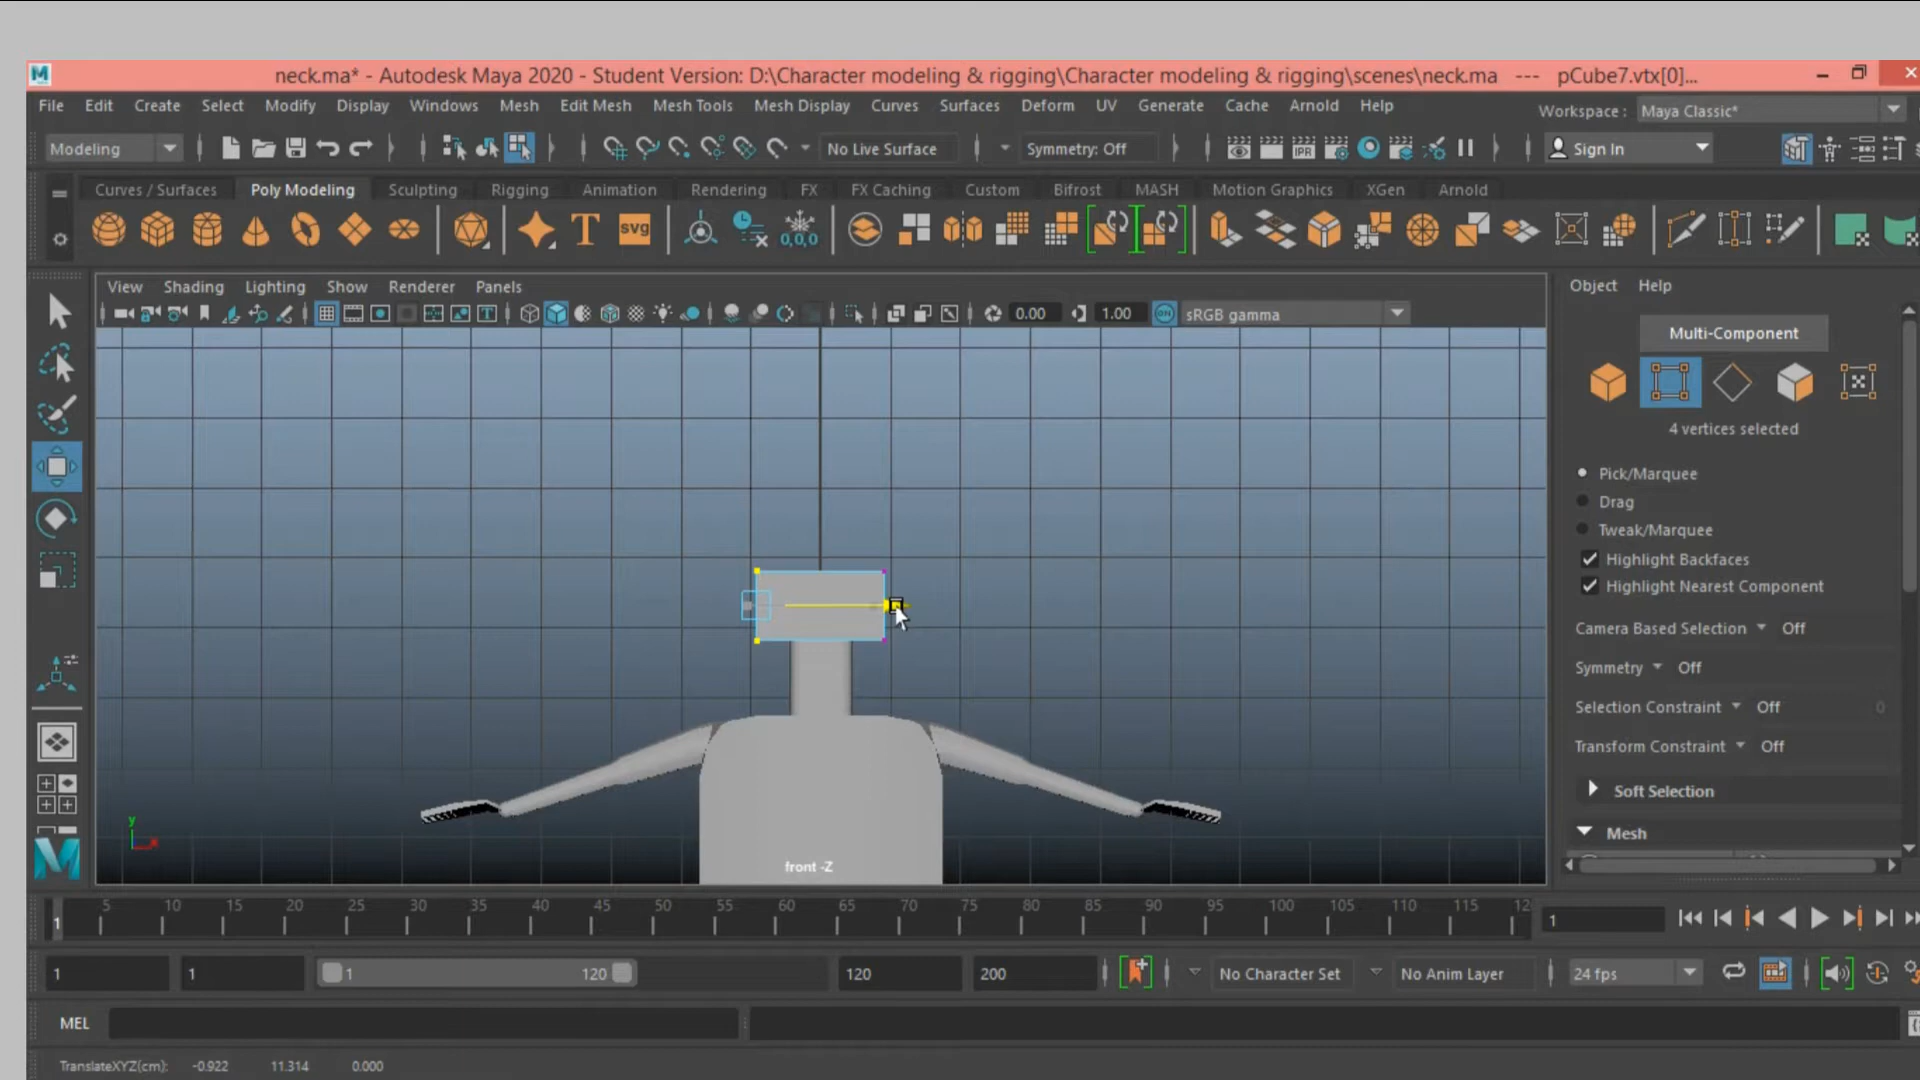 neck.ma* - Autodesk Maya 2020 - Student Version: D:\Character modeling & rigging\Character modeling & rigging\scenes\neck.ma --- pCube7.vtx[0]...
File Edit Create Select Modify Display Windows Mesh Edit Mesh Mesh Tools Mesh Display Curves Surfaces Deform UV Generate Cache Arnold Help
Workspace : Maya Classic*
Modeling No Live Surface Symmetry: Off Sign In
IPR
Curves / Surfaces Poly Modeling Sculpting Rigging Animation Rendering FX FX Caching Custom Bifrost MASH Motion Graphics XGen Arnold
T svg 0,0,0
View Shading Lighting Show Renderer Panels
0.00 1.00 ON sRGB gamma
Object Help
Multi-Component
4 vertices selected
Pick/Marquee
Drag
Tweak/Marquee
Highlight Backfaces
Highlight Nearest Component
Camera Based Selection Off
Symmetry Off
Selection Constraint Off 0
Transform Constraint Off
Soft Selection
Mesh
y
x
front -Z
M
5 10 15 20 25 30 35 40 45 50 55 60 65 70 75 80 85 90 95 100 105 110 115 12
1
1
1 1 1 120 120 200 No Character Set No Anim Layer 24 fps
MEL
TranslateXYZ(cm): -0.922 11.314 0.000